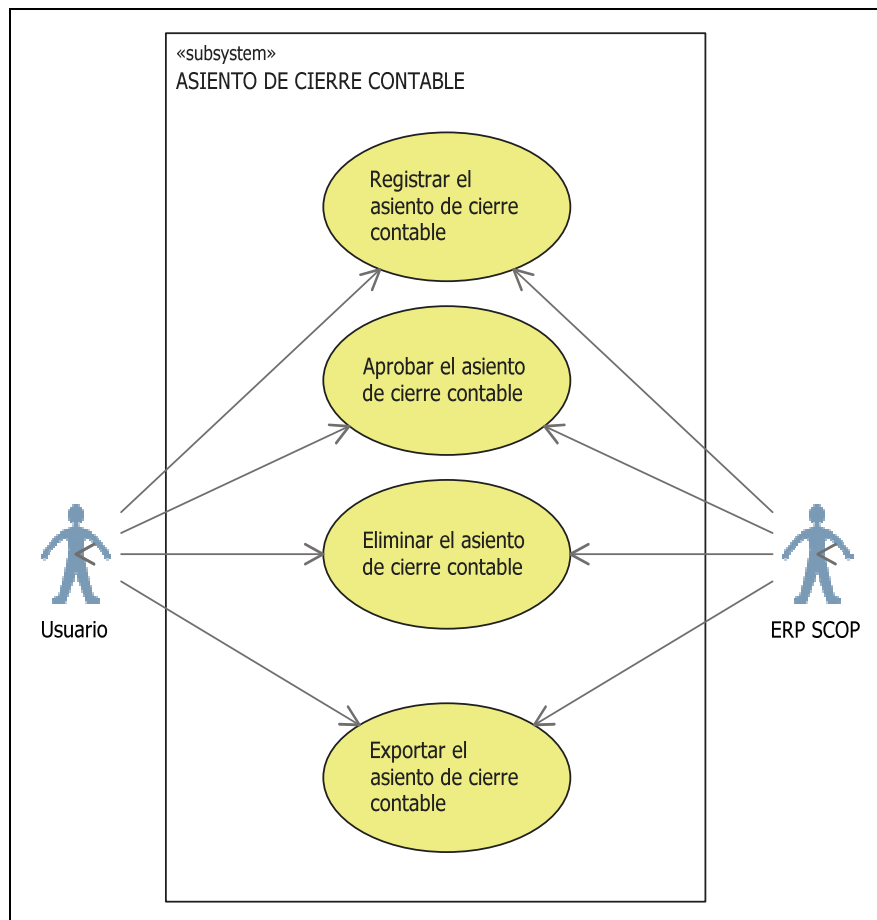 «subsystem»
ASIENTO DE CIERRE CONTABLE
Registrar el
asiento de cierre
contable
Aprobar el asiento
de cierre contable
Eliminar el asiento
de cierre contable
Usuario
ERP SCOP
Exportar el
asiento de cierre
contable